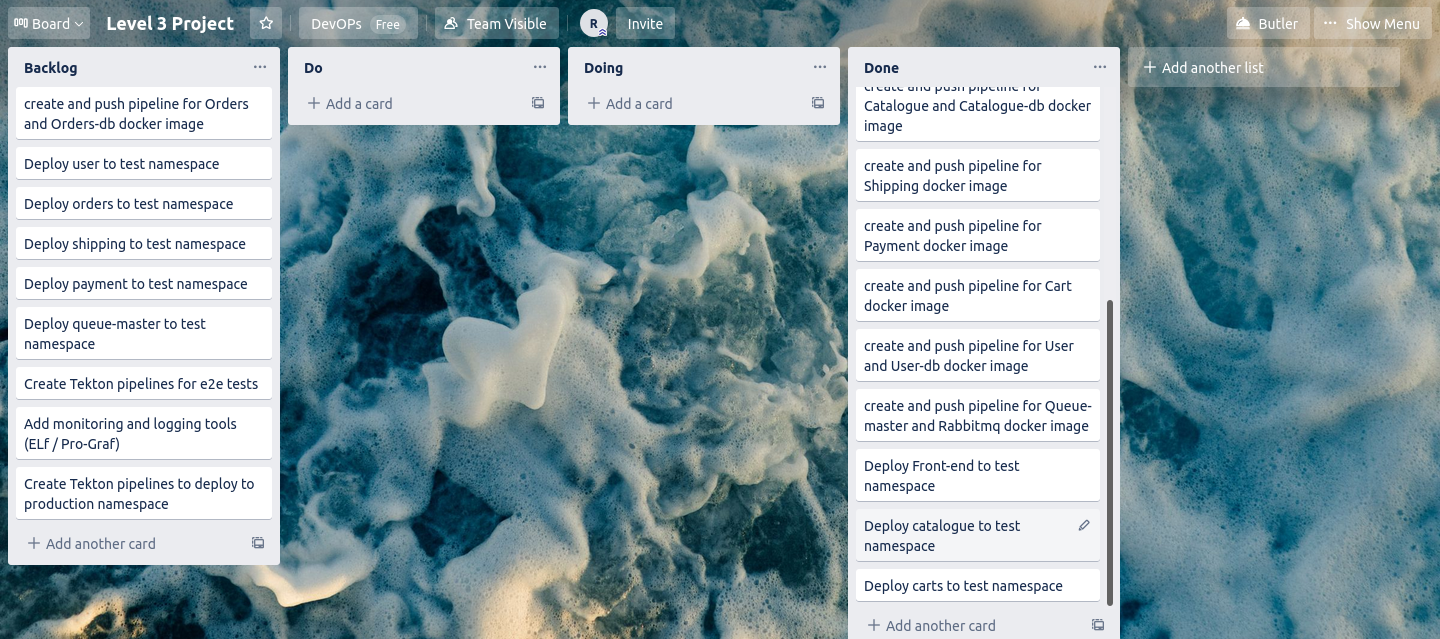 Board
Level 3 Project
DevOPs Free
Team Visible
R
Invite
Butler
Show Menu
Backlog
create and push pipeline for Orders
and Orders-db docker image
Deploy user to test namespace
Deploy orders to test namespace
Deploy shipping to test namespace
Deploy payment to test namespace
Deploy queue-master to test
namespace
Create Tekton pipelines for e2e tests
Add monitoring and logging tools
(ELf / Pro-Graf)
Create Tekton pipelines to deploy to
production namespace
+ Add another card
Do
+ Add a card
Doing
+ Add a card
Done
create and push pipeline for
Catalogue and Catalogue-db docker
image
create and push pipeline for
Shipping docker image
create and push pipeline for
Payment docker image
create and push pipeline for Cart
docker image
create and push pipeline for User
and User-db docker image
create and push pipeline for Queue-
master and Rabbitmq docker image
Deploy Front-end to test
namespace
Deploy catalogue to test
namespace
Deploy carts to test namespace
+ Add another card
+ Add another list